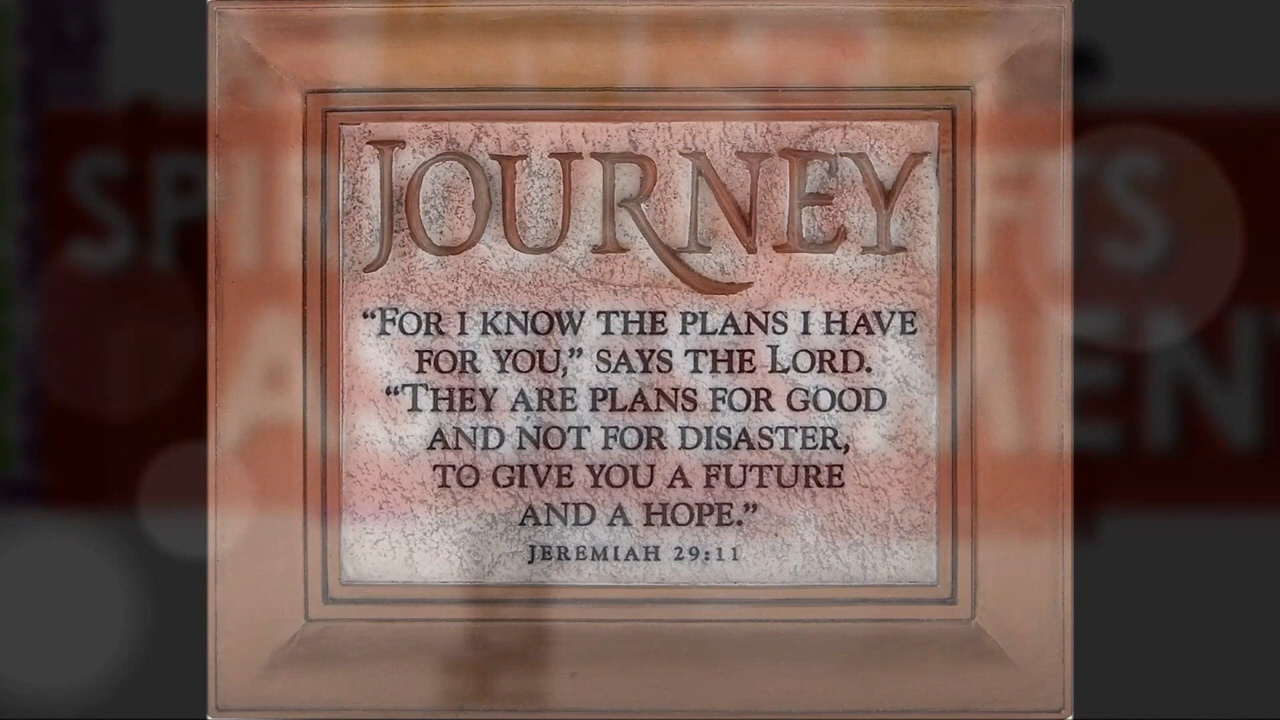 JOURNEY
“FOR I KNOW THE PLANS I HAVE
FOR YOU,” SAYS THE LORD.
“THEY ARE PLANS FOR GOOD
AND NOT FOR DISASTER,
TO GIVE YOU A FUTURE
AND A HOPE.”
JEREMIAH 29:11